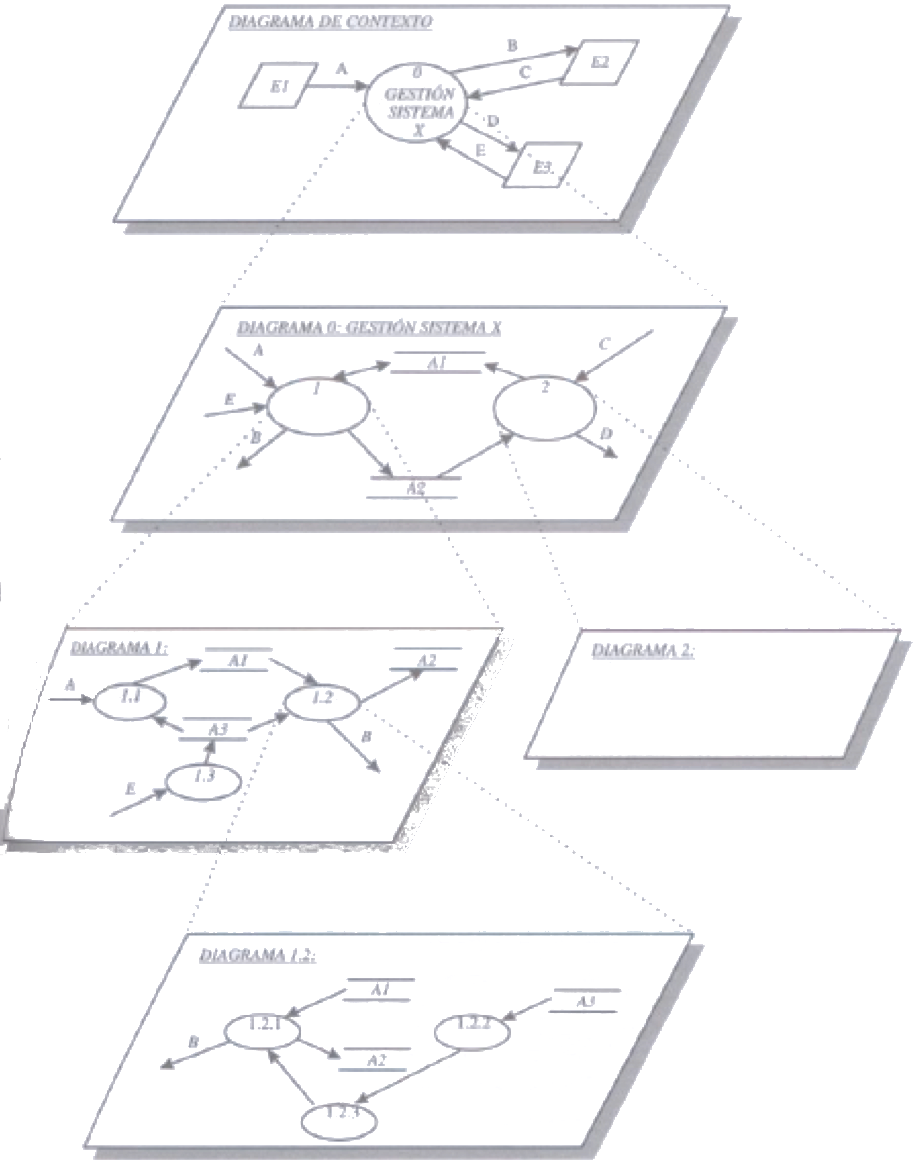 DIAGRAMA DE CONTEXTO
E1
A
0
GESTIÓN
SISTEMA
X
B
C
E2
D
E
E3.
DIAGRAMA 0: GESTIÓN SISTEMA X
A
E
B
1
A1
2
C
D
A2
DIAGRAMA 1:
A
1.1
A1
1.2
A2
A3
B
1.3
E
DIAGRAMA 2:
DIAGRAMA 1.2:
A1
A3
1.2.1
1.2.2
B
A2
1.2.3